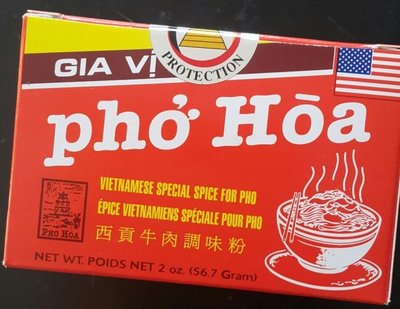 GIA VỊ
PROTECTION
phở Hòa
VIETNAMESE SPECIAL SPICE FOR PHO
ÉPICE VIETNAMIENS SPÉCIALE POUR PHO
西貢牛肉調味粉
PHO HÒA
NET WT. POIDS NET 2 oz. (56.7 Gram)